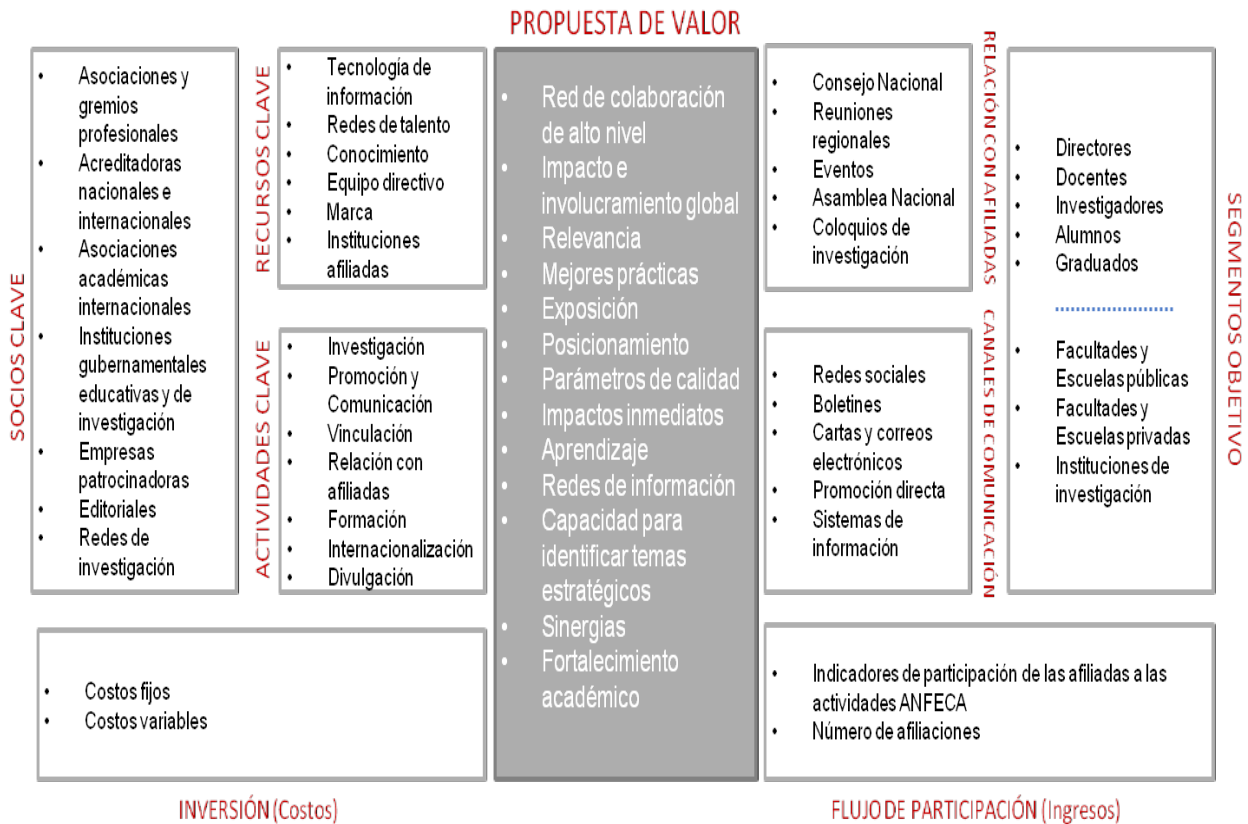 PROPUESTA DE VALOR
SOCIOS CLAVE
• Asociaciones y
gremios
profesionales
• Acreditadoras
nacionales e
internacionales
• Asociaciones
académicas
internacionales
• Instituciones
gubernamentales
educativas y de
investigación
• Empresas
patrocinadoras
• Editoriales
• Redes de
investigación
RECURSOS CLAVE
• Tecnología de
información
• Redes de talento
• Conocimiento
• Equipo directivo
• Marca
• Instituciones
afiliadas
ACTIVIDADES CLAVE
• Investigación
• Promoción y
Comunicación
• Vinculación
• Relación con
afiliadas
• Formación
• Internacionalización
• Divulgación
• Red de colaboración
de alto nivel
• Impacto e
involucramiento global
• Relevancia
• Mejores prácticas
• Exposición
• Posicionamiento
• Parámetros de calidad
• Impactos inmediatos
• Aprendizaje
• Redes de información
• Capacidad para
identificar temas
estratégicos
• Sinergias
• Fortalecimiento
académico
• Consejo Nacional
• Reuniones
regionales
• Eventos
• Asamblea Nacional
• Coloquios de
investigación
RELACIÓN CON AFILIADAS
• Redes sociales
• Boletines
• Cartas y correos
electrónicos
• Promoción directa
• Sistemas de
información
CANALES DE COMUNICACIÓN
• Directores
• Docentes
• Investigadores
• Alumnos
• Graduados
• Facultades y
Escuelas públicas
• Facultades y
Escuelas privadas
• Instituciones de
investigación
SEGMENTOS OBJETIVO
• Costos fijos
• Costos variables
INVERSIÓN (Costos)
• Indicadores de participación de las afiliadas a las
actividades ANFECA
• Número de afiliaciones
FLUJO DE PARTICIPACIÓN (Ingresos)